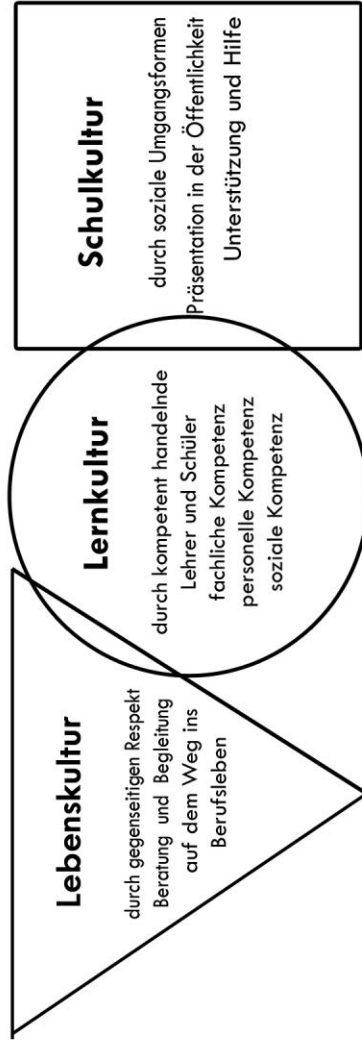 Lebenskultur
durch gegenseitigen Respekt
Beratung und Begleitung
auf dem Weg ins
Berufsleben
Lernkultur
durch kompetent handelnde
Lehrer und Schüler
fachliche Kompetenz
personelle Kompetenz
soziale Kompetenz
Schulkultur
durch soziale Umgangsformen
Präsentation in der Öffentlichkeit
Unterstützung und Hilfe